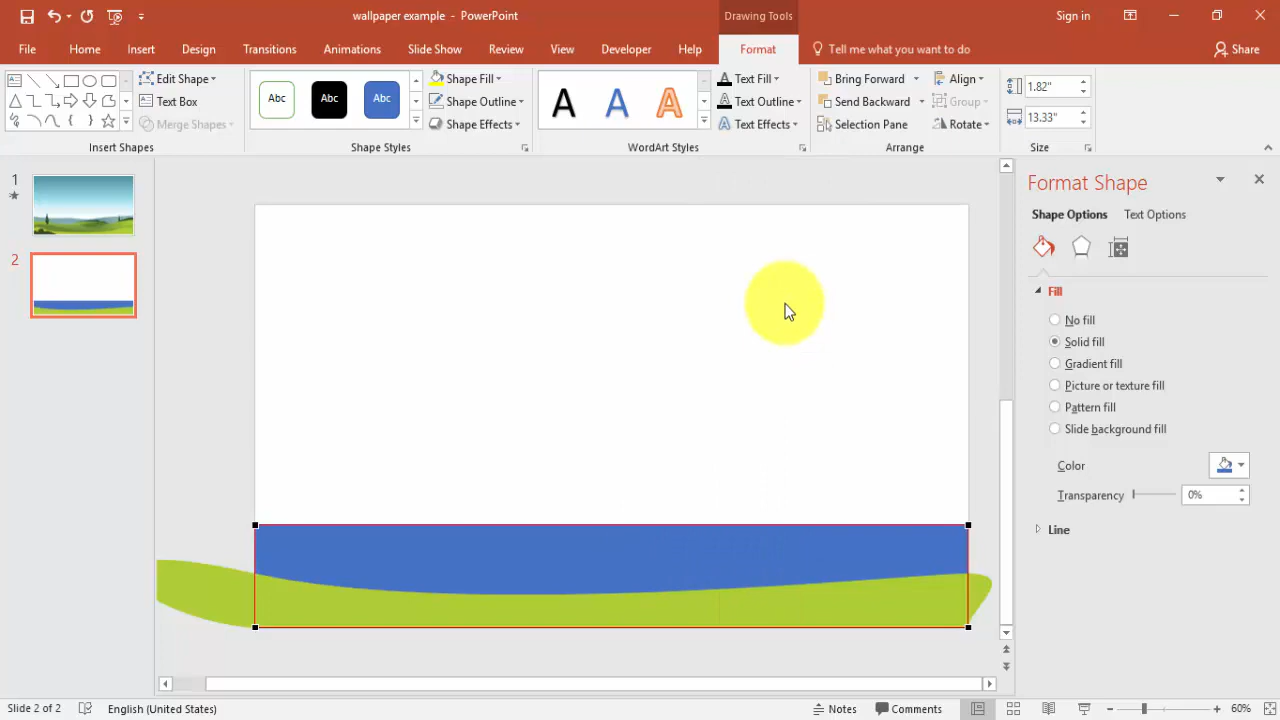 wallpaper example - PowerPoint
Drawing Tools
Sign in
File Home Insert Design Transitions Animations Slide Show Review View Developer Help Format Tell me what you want to do Share
Edit Shape
Text Box
Merge Shapes
Insert Shapes
Abc Abc Abc
Shape Fill
Shape Outline
Shape Effects
Shape Styles
A A A
Text Fill
Text Outline
Text Effects
WordArt Styles
Bring Forward
Send Backward
Selection Pane
Align
Group
Rotate
Arrange
1.82"
13.33"
Size
1
2
Format Shape
Shape Options Text Options
Fill
No fill
Solid fill
Gradient fill
Picture or texture fill
Pattern fill
Slide background fill
Color
Transparency 0%
Line
Slide 2 of 2 English (United States) Notes Comments 60%